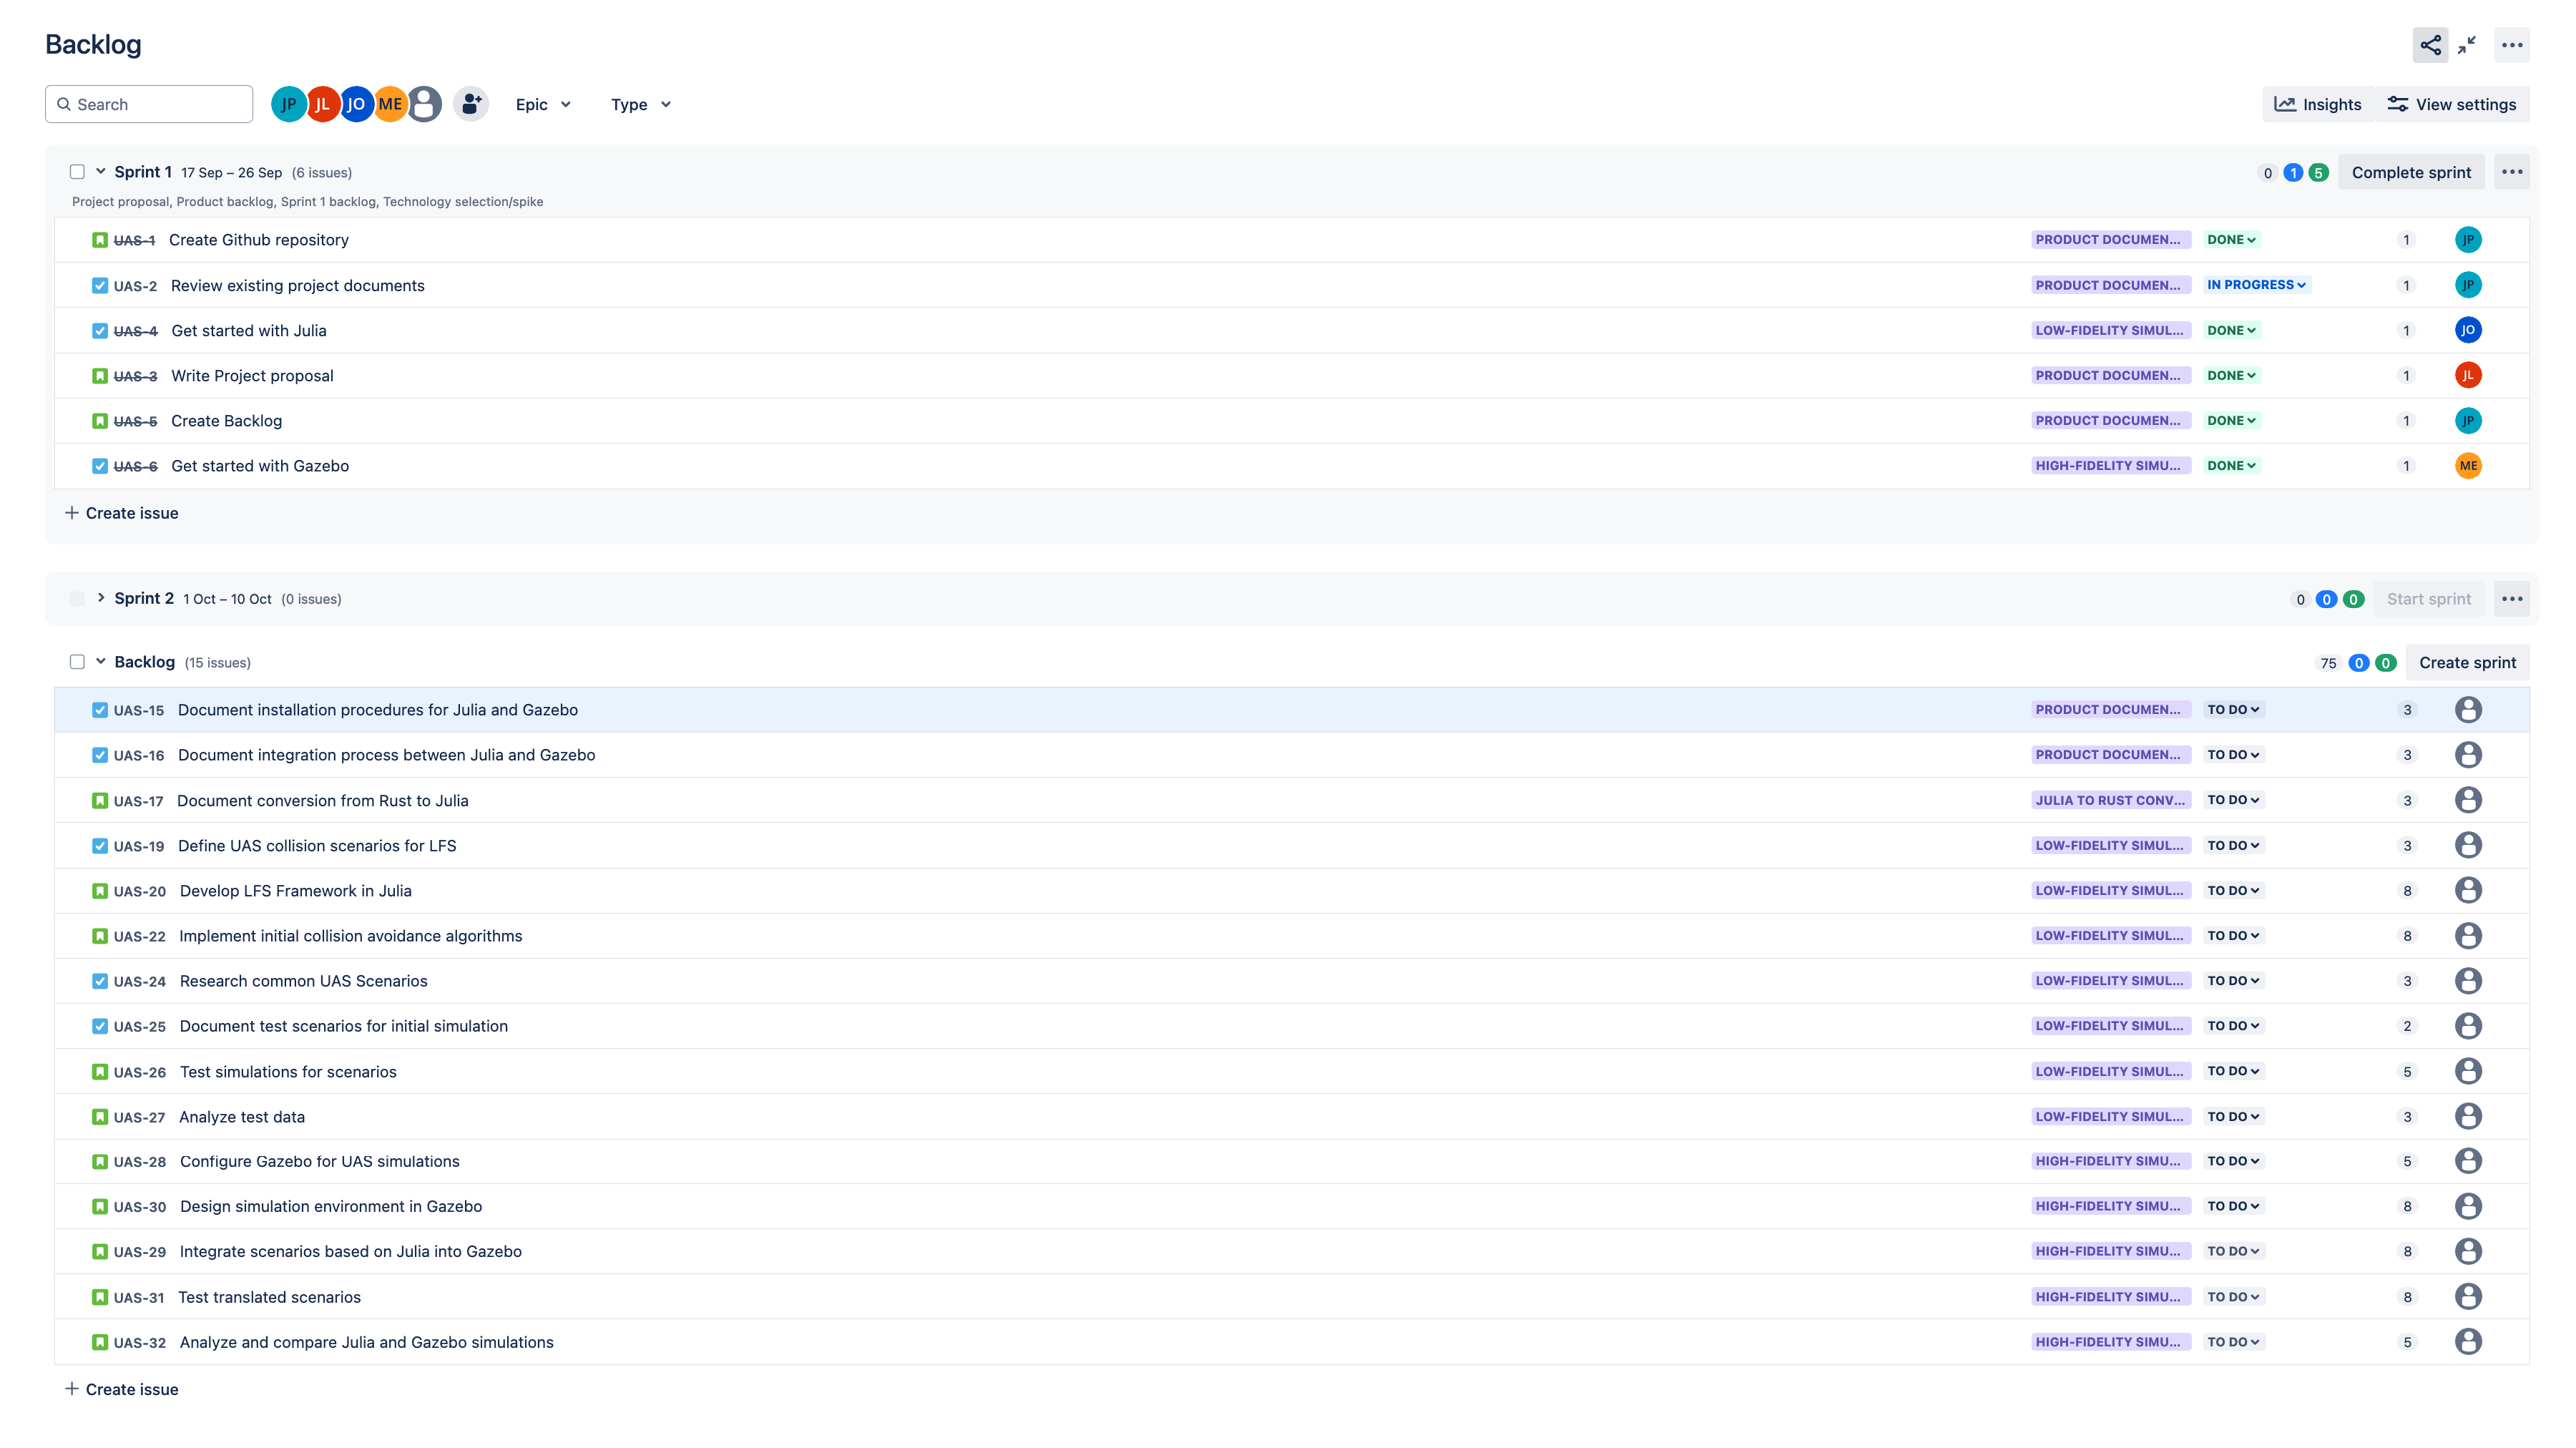 Backlog
Search JP JL JO ME Epic Type Insights View settings
Sprint 1 17 Sep – 26 Sep (6 issues) 0 1 5 Complete sprint
Project proposal, Product backlog, Sprint 1 backlog, Technology selection/spike
UAS-1 Create Github repository PRODUCT DOCUMEN... DONE 1 JP
UAS-2 Review existing project documents PRODUCT DOCUMEN... IN PROGRESS 1 JP
UAS-4 Get started with Julia LOW-FIDELITY SIMUL... DONE 1 JO
UAS-3 Write Project proposal PRODUCT DOCUMEN... DONE 1 JL
UAS-5 Create Backlog PRODUCT DOCUMEN... DONE 1 JP
UAS-6 Get started with Gazebo HIGH-FIDELITY SIMU... DONE 1 ME
Create issue
Sprint 2 1 Oct – 10 Oct (0 issues) 0 0 0 Start sprint
Backlog (15 issues) 75 0 0 Create sprint
UAS-15 Document installation procedures for Julia and Gazebo PRODUCT DOCUMEN... TO DO 3
UAS-16 Document integration process between Julia and Gazebo PRODUCT DOCUMEN... TO DO 3
UAS-17 Document conversion from Rust to Julia JULIA TO RUST CONV... TO DO 3
UAS-19 Define UAS collision scenarios for LFS LOW-FIDELITY SIMUL... TO DO 3
UAS-20 Develop LFS Framework in Julia LOW-FIDELITY SIMUL... TO DO 8
UAS-22 Implement initial collision avoidance algorithms LOW-FIDELITY SIMUL... TO DO 8
UAS-24 Research common UAS Scenarios LOW-FIDELITY SIMUL... TO DO 3
UAS-25 Document test scenarios for initial simulation LOW-FIDELITY SIMUL... TO DO 2
UAS-26 Test simulations for scenarios LOW-FIDELITY SIMUL... TO DO 5
UAS-27 Analyze test data LOW-FIDELITY SIMUL... TO DO 3
UAS-28 Configure Gazebo for UAS simulations HIGH-FIDELITY SIMU... TO DO 5
UAS-30 Design simulation environment in Gazebo HIGH-FIDELITY SIMU... TO DO 8
UAS-29 Integrate scenarios based on Julia into Gazebo HIGH-FIDELITY SIMU... TO DO 8
UAS-31 Test translated scenarios HIGH-FIDELITY SIMU... TO DO 8
UAS-32 Analyze and compare Julia and Gazebo simulations HIGH-FIDELITY SIMU... TO DO 5
Create issue